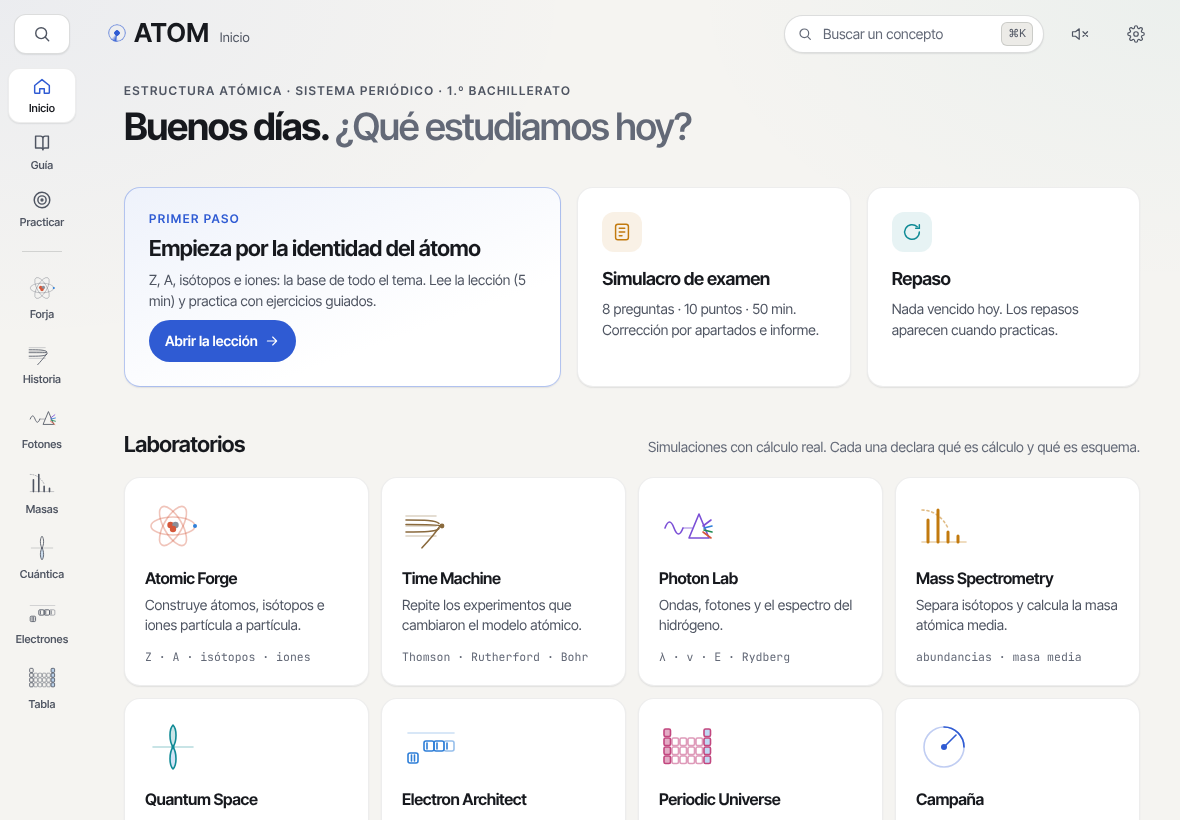 ATOM Inicio
Buscar un concepto ⌘K
Inicio
Guía
Practicar
Forja
Historia
Fotones
Masas
Cuántica
Electrones
Tabla
ESTRUCTURA ATÓMICA · SISTEMA PERIÓDICO · 1.º BACHILLERATO
Buenos días. ¿Qué estudiamos hoy?
PRIMER PASO
Empieza por la identidad del átomo
Z, A, isótopos e iones: la base de todo el tema. Lee la lección (5
min) y practica con ejercicios guiados.
Abrir la lección →
Simulacro de examen
8 preguntas · 10 puntos · 50 min.
Corrección por apartados e informe.
Repaso
Nada vencido hoy. Los repasos
aparecen cuando practicas.
Laboratorios
Simulaciones con cálculo real. Cada una declara qué es cálculo y qué es esquema.
Atomic Forge
Construye átomos, isótopos e
iones partícula a partícula.
Z · A · isótopos · iones
Time Machine
Repite los experimentos que
cambiaron el modelo atómico.
Thomson · Rutherford · Bohr
Photon Lab
Ondas, fotones y el espectro del
hidrógeno.
λ · ν · E · Rydberg
Mass Spectrometry
Separa isótopos y calcula la masa
atómica media.
abundancias · masa media
Quantum Space
Electron Architect
Periodic Universe
Campaña